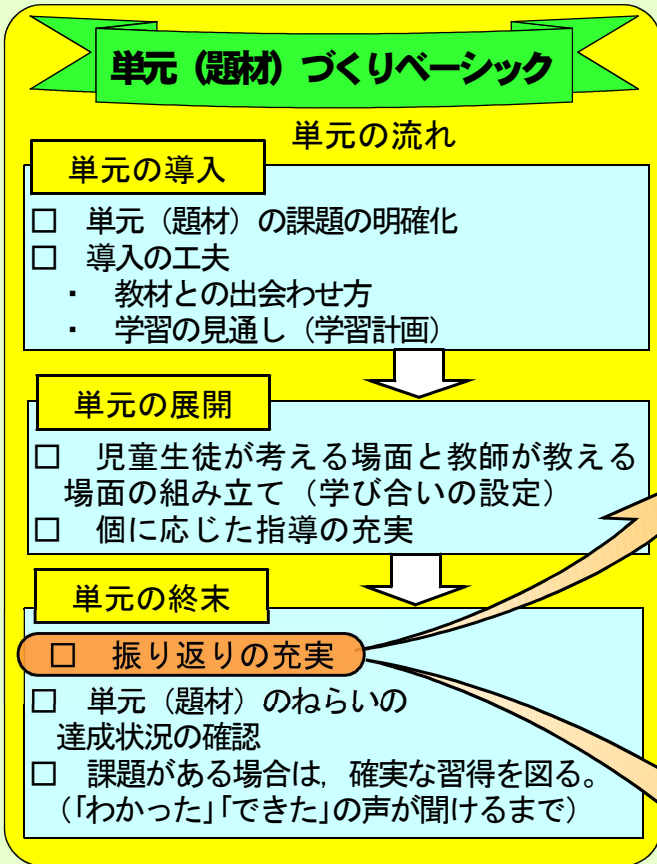 単元（題材）づくりベーシック
単元の流れ
単元の導入
□　単元（題材）の課題の明確化
□　導入の工夫
・　教材との出会わせ方
・　学習の見通し（学習計画）
単元の展開
□　児童生徒が考える場面と教師が教える
場面の組み立て（学び合いの設定）
□　個に応じた指導の充実
単元の終末
□　振り返りの充実
□　単元（題材）のねらいの
達成状況の確認
□　課題がある場合は，確実な習得を図る。
（｢わかった｣｢できた｣の声が聞けるまで）